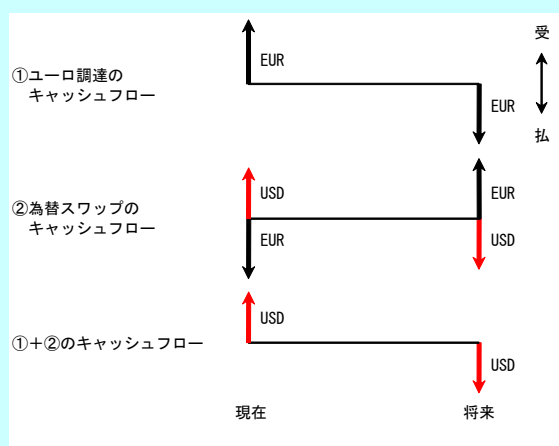 受
EUR
①ユーロ調達の
キャッシュフロー
EUR
払
USD
EUR
②為替スワップの
キャッシュフロー
EUR
USD
USD
①+②のキャッシュフロー
USD
現在
将来